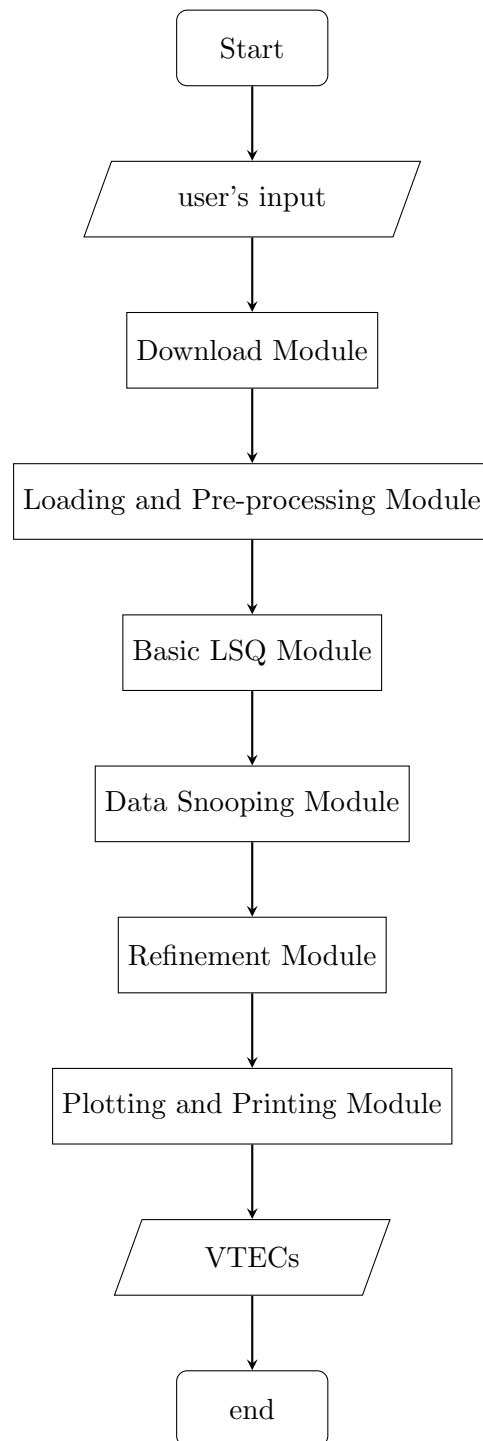 Start
user's input
Download Module
Loading and Pre-processing Module
Basic LSQ Module
Data Snooping Module
Refinement Module
Plotting and Printing Module
VTECs
end